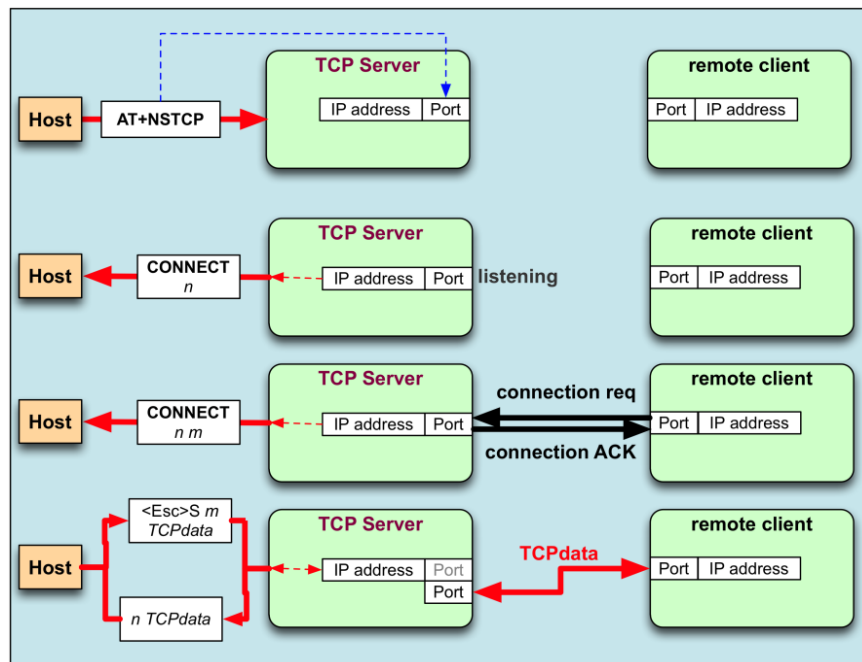 TCP Server
remote client
Host
AT+NSTCP
IP address
Port
Port
IP address
TCP Server
remote client
Host
CONNECT
n
IP address
Port
listening
Port
IP address
TCP Server
remote client
connection req
Host
CONNECT
n m
IP address
Port
Port
IP address
connection ACK
<Esc>S m
TCPdata
TCP Server
remote client
TCPdata
Host
IP address
Port
Port
IP address
Port
n TCPdata